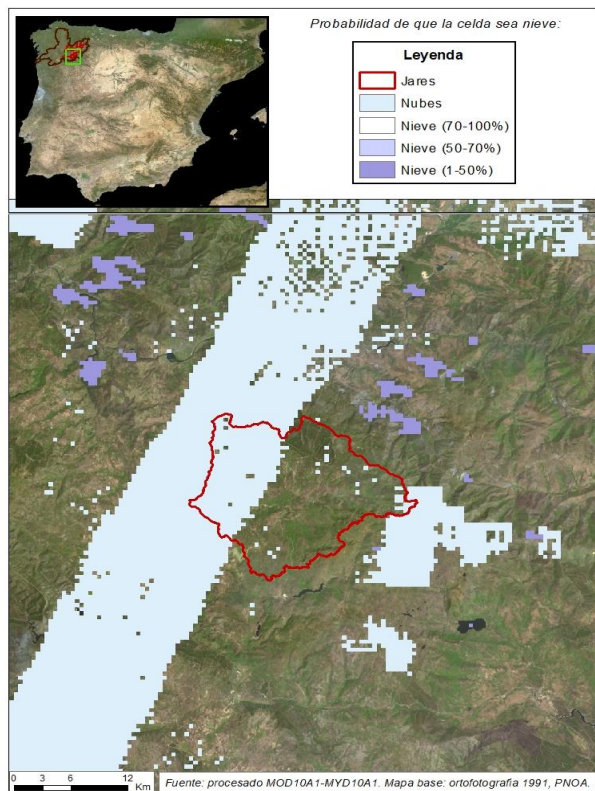 Probabilidad de que la celda sea nieve:
Leyenda
Jares
Nubes
Nieve (70-100%)
Nieve (50-70%)
Nieve (1-50%)
0 3 6 12
Km
Fuente: procesado MOD10A1-MYD10A1. Mapa base: ortofotografia 1991, PNOA.